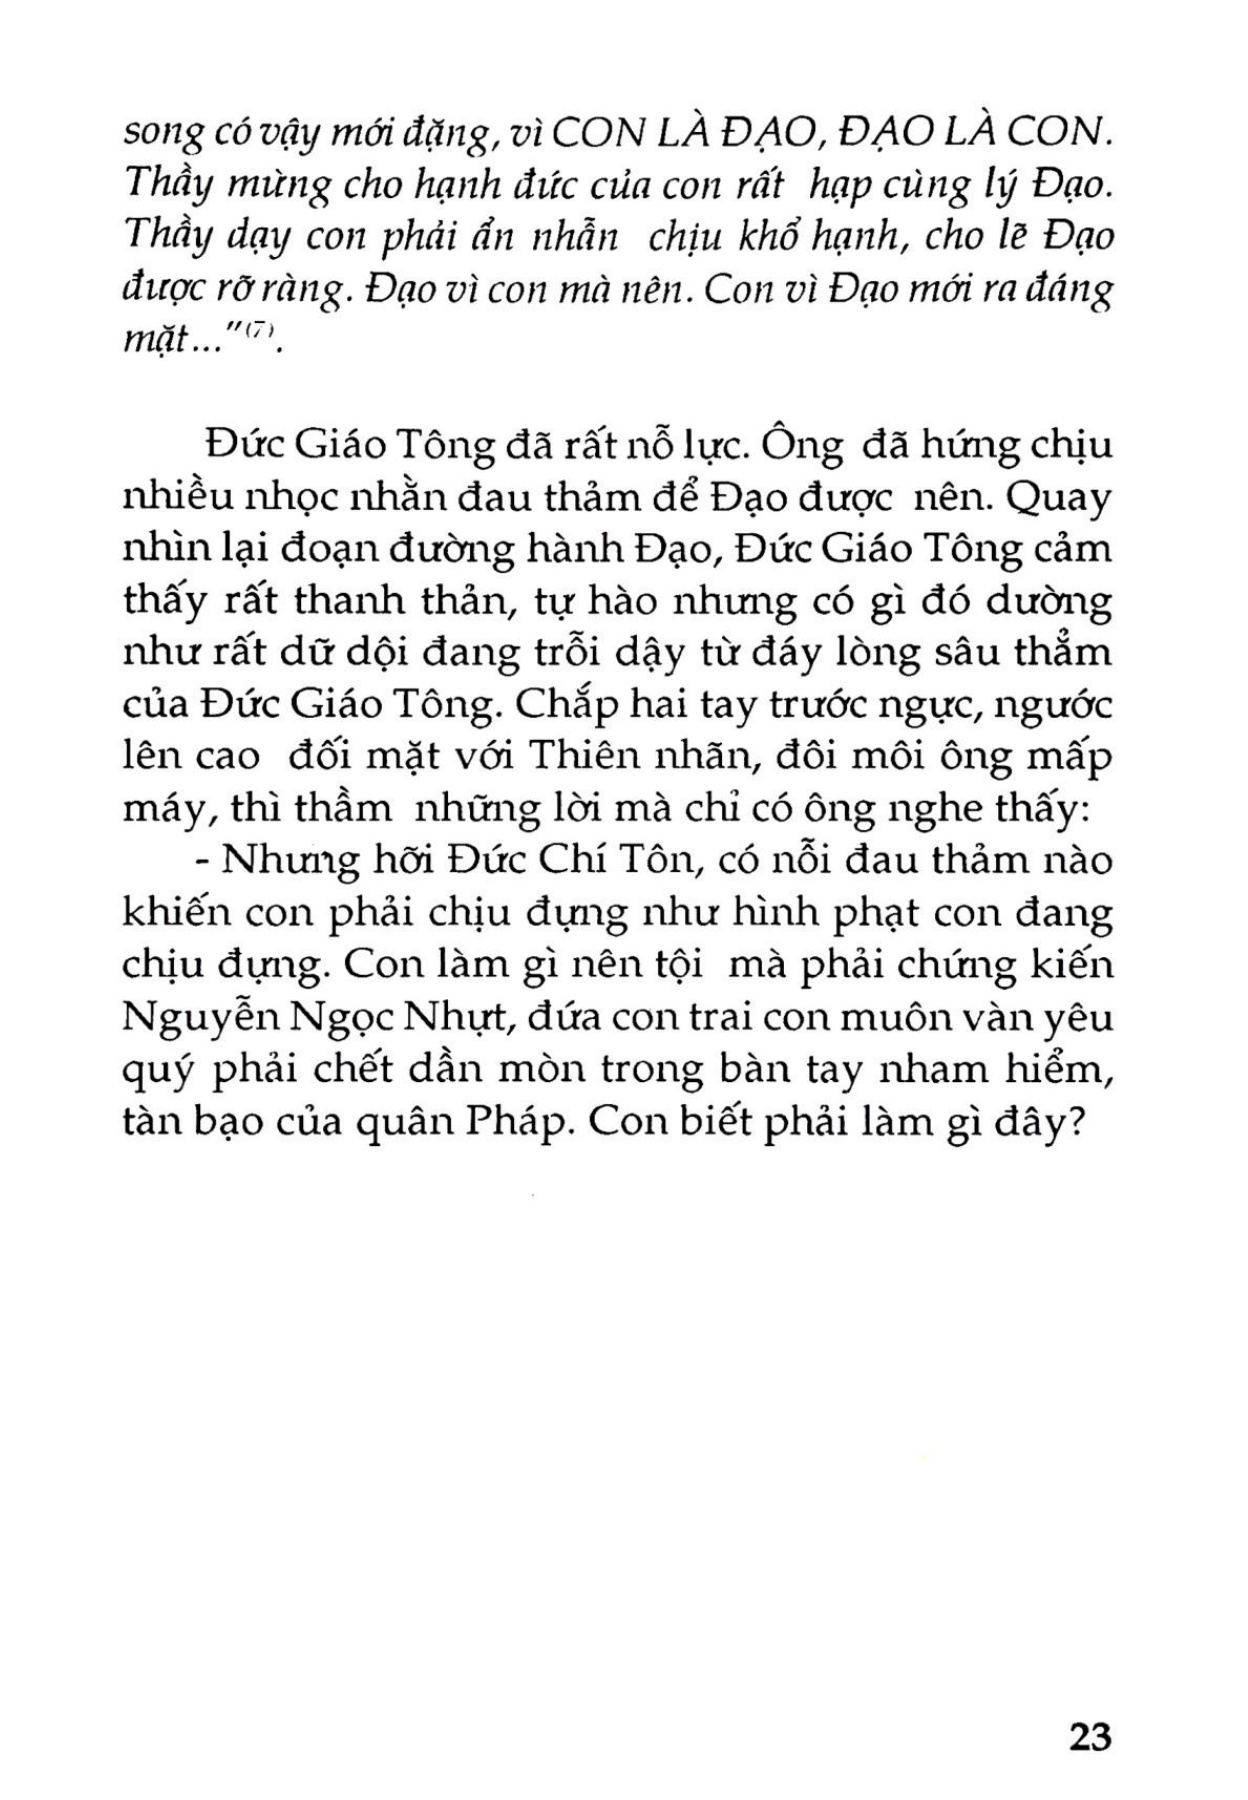 song có vậy mới đặng, vì CON LÀ ĐẠO, ĐẠO LÀ CON.
Thầy mừng cho hạnh đức của con rất hạp cùng lý Đạo.
Thầy dạy con phải ẩn nhẫn chịu khổ hạnh, cho lẽ Đạo
được rỡ ràng. Đạo vì con mà nên. Con vì Đạo mới ra đáng
mặt..."(7).
Đức Giáo Tông đã rất nỗ lực. Ông đã hứng chịu
nhiều nhọc nhằn đau thảm để Đạo được nên. Quay
nhìn lại đoạn đường hành Đạo, Đức Giáo Tông cảm
thấy rất thanh thản, tự hào nhưng có gì đó dường
như rất dữ dội đang trỗi dậy từ đáy lòng sâu thẳm
của Đức Giáo Tông. Chắp hai tay trước ngực, ngước
lên cao đối mặt với Thiên nhãn, đôi môi ông mấp
máy, thì thầm những lời mà chỉ có ông nghe thấy:
- Nhưng hỡi Đức Chí Tôn, có nỗi đau thảm nào
khiến con phải chịu đựng như hình phạt con đang
chịu đựng. Con làm gì nên tội mà phải chứng kiến
Nguyễn Ngọc Nhựt, đứa con trai con muôn vàn yêu
quý phải chết dần mòn trong bàn tay nham hiểm,
tàn bạo của quân Pháp. Con biết phải làm gì đây?
23